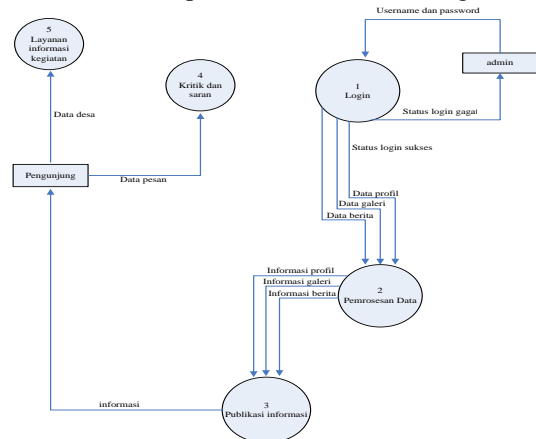 Username dan password
5
Layanan
informasi
kegiatan
4
Kritik dan
saran
1
Login
admin
Data desa
Status login gagal
Status login sukses
Pengunjung
Data pesan
Data profil
Data galeri
Data berita
Informasi profil
Informasi galeri
Informasi berita
2
Pemrosesan Data
informasi
3
Publikasi informasi